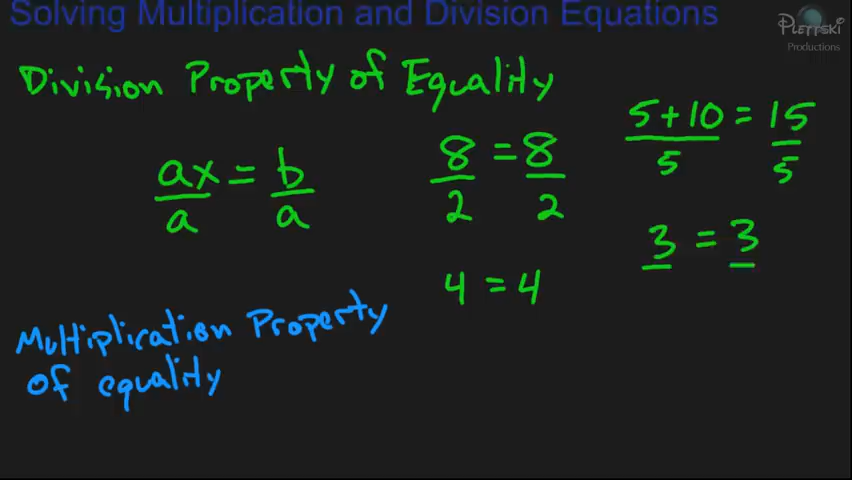 Solving Multiplication and Division Equations
PLETTSKI
Productions
Division Property of Equality
ax = b
a a
8 = 8
2 2
4 = 4
5 + 10 = 15
5 5
3 = 3
Multiplication Property
of equality